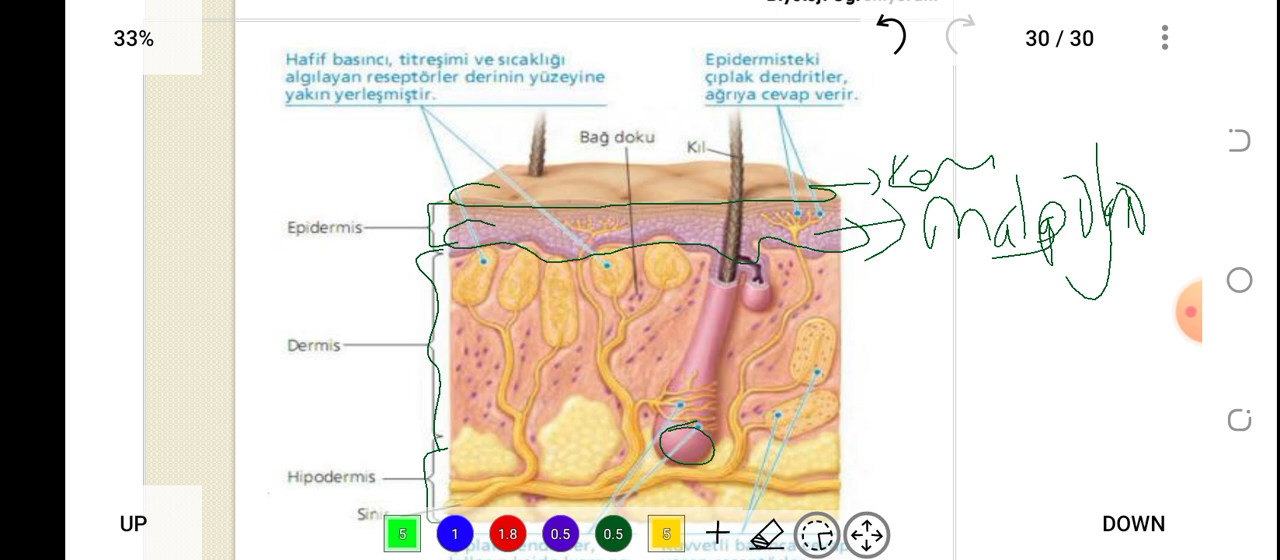 33%
30 / 30
Hafif basıncı, titreşimi ve sıcaklığı
algılayan reseptörler derinin yüzeyine
yakın yerleşmiştir.
Epidermisteki
çıplak dendritler,
ağrıya cevap verir.
Bağ doku
Kıl
Epidermis
Dermis
Hipodermis
Sinir
5
1
1.8
0.5
0.5
5
UP
DOWN